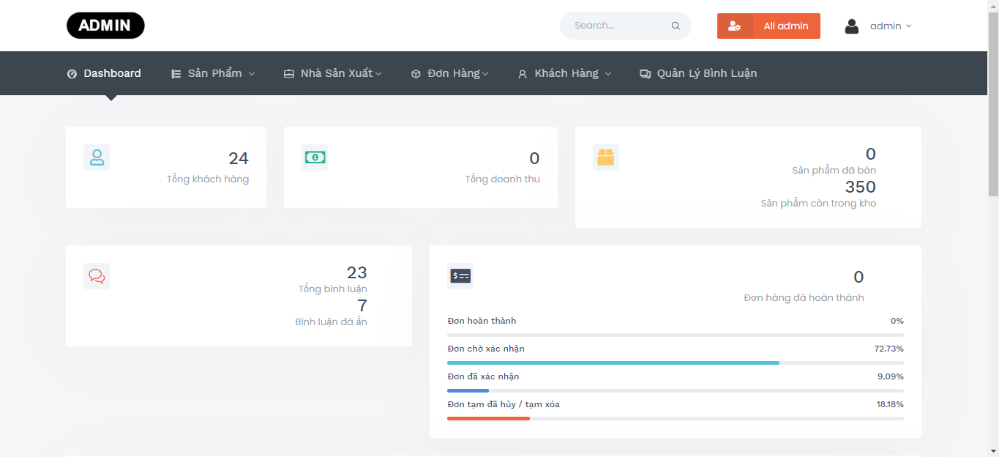 ADMIN
Search...
All admin
admin
Dashboard
Sản Phẩm
Nhà Sản Xuất
Đơn Hàng
Khách Hàng
Quản Lý Bình Luận
24
Tổng khách hàng
0
Tổng doanh thu
0
Sản phẩm đã bán
350
Sản phẩm còn trong kho
23
Tổng bình luận
7
Bình luận đã ẩn
0
Đơn hàng đã hoàn thành
Đơn hoàn thành 0%
Đơn chờ xác nhận 72.73%
Đơn đã xác nhận 9.09%
Đơn tạm đã hủy / tạm xóa 18.18%